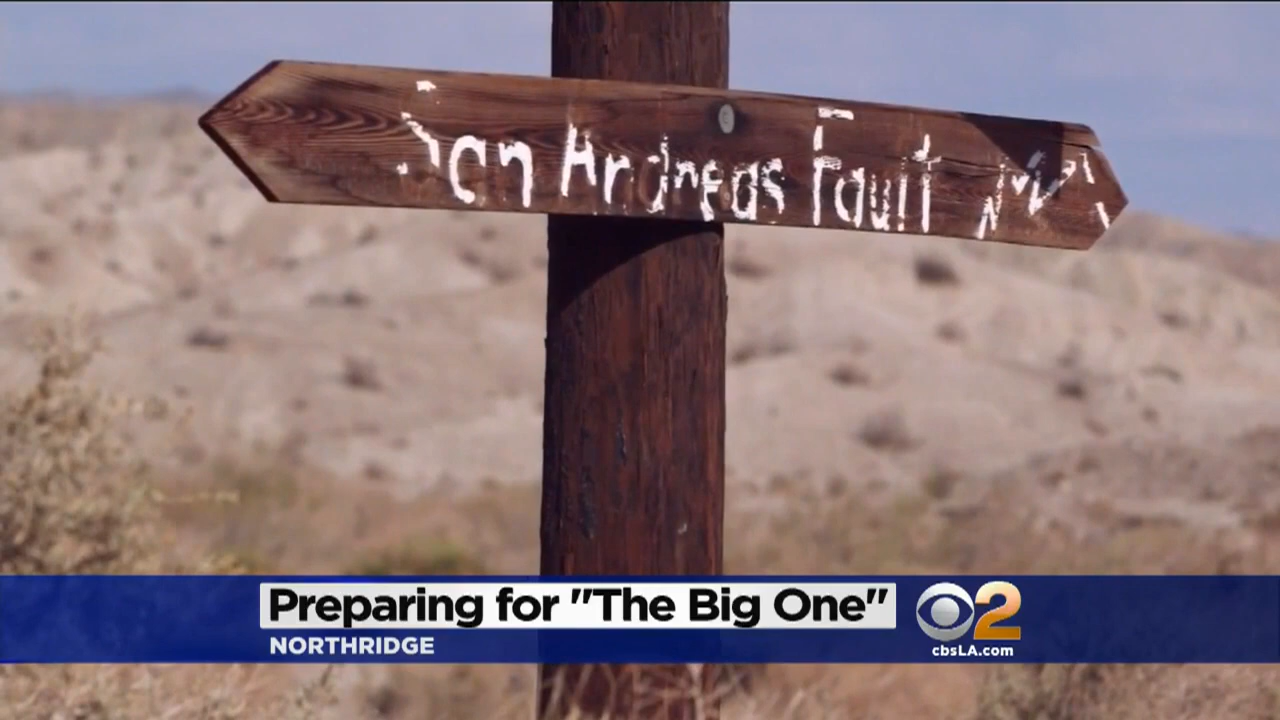 San Andreas Fault
Preparing for "The Big One"
NORTHRIDGE
2
cbsLA.com